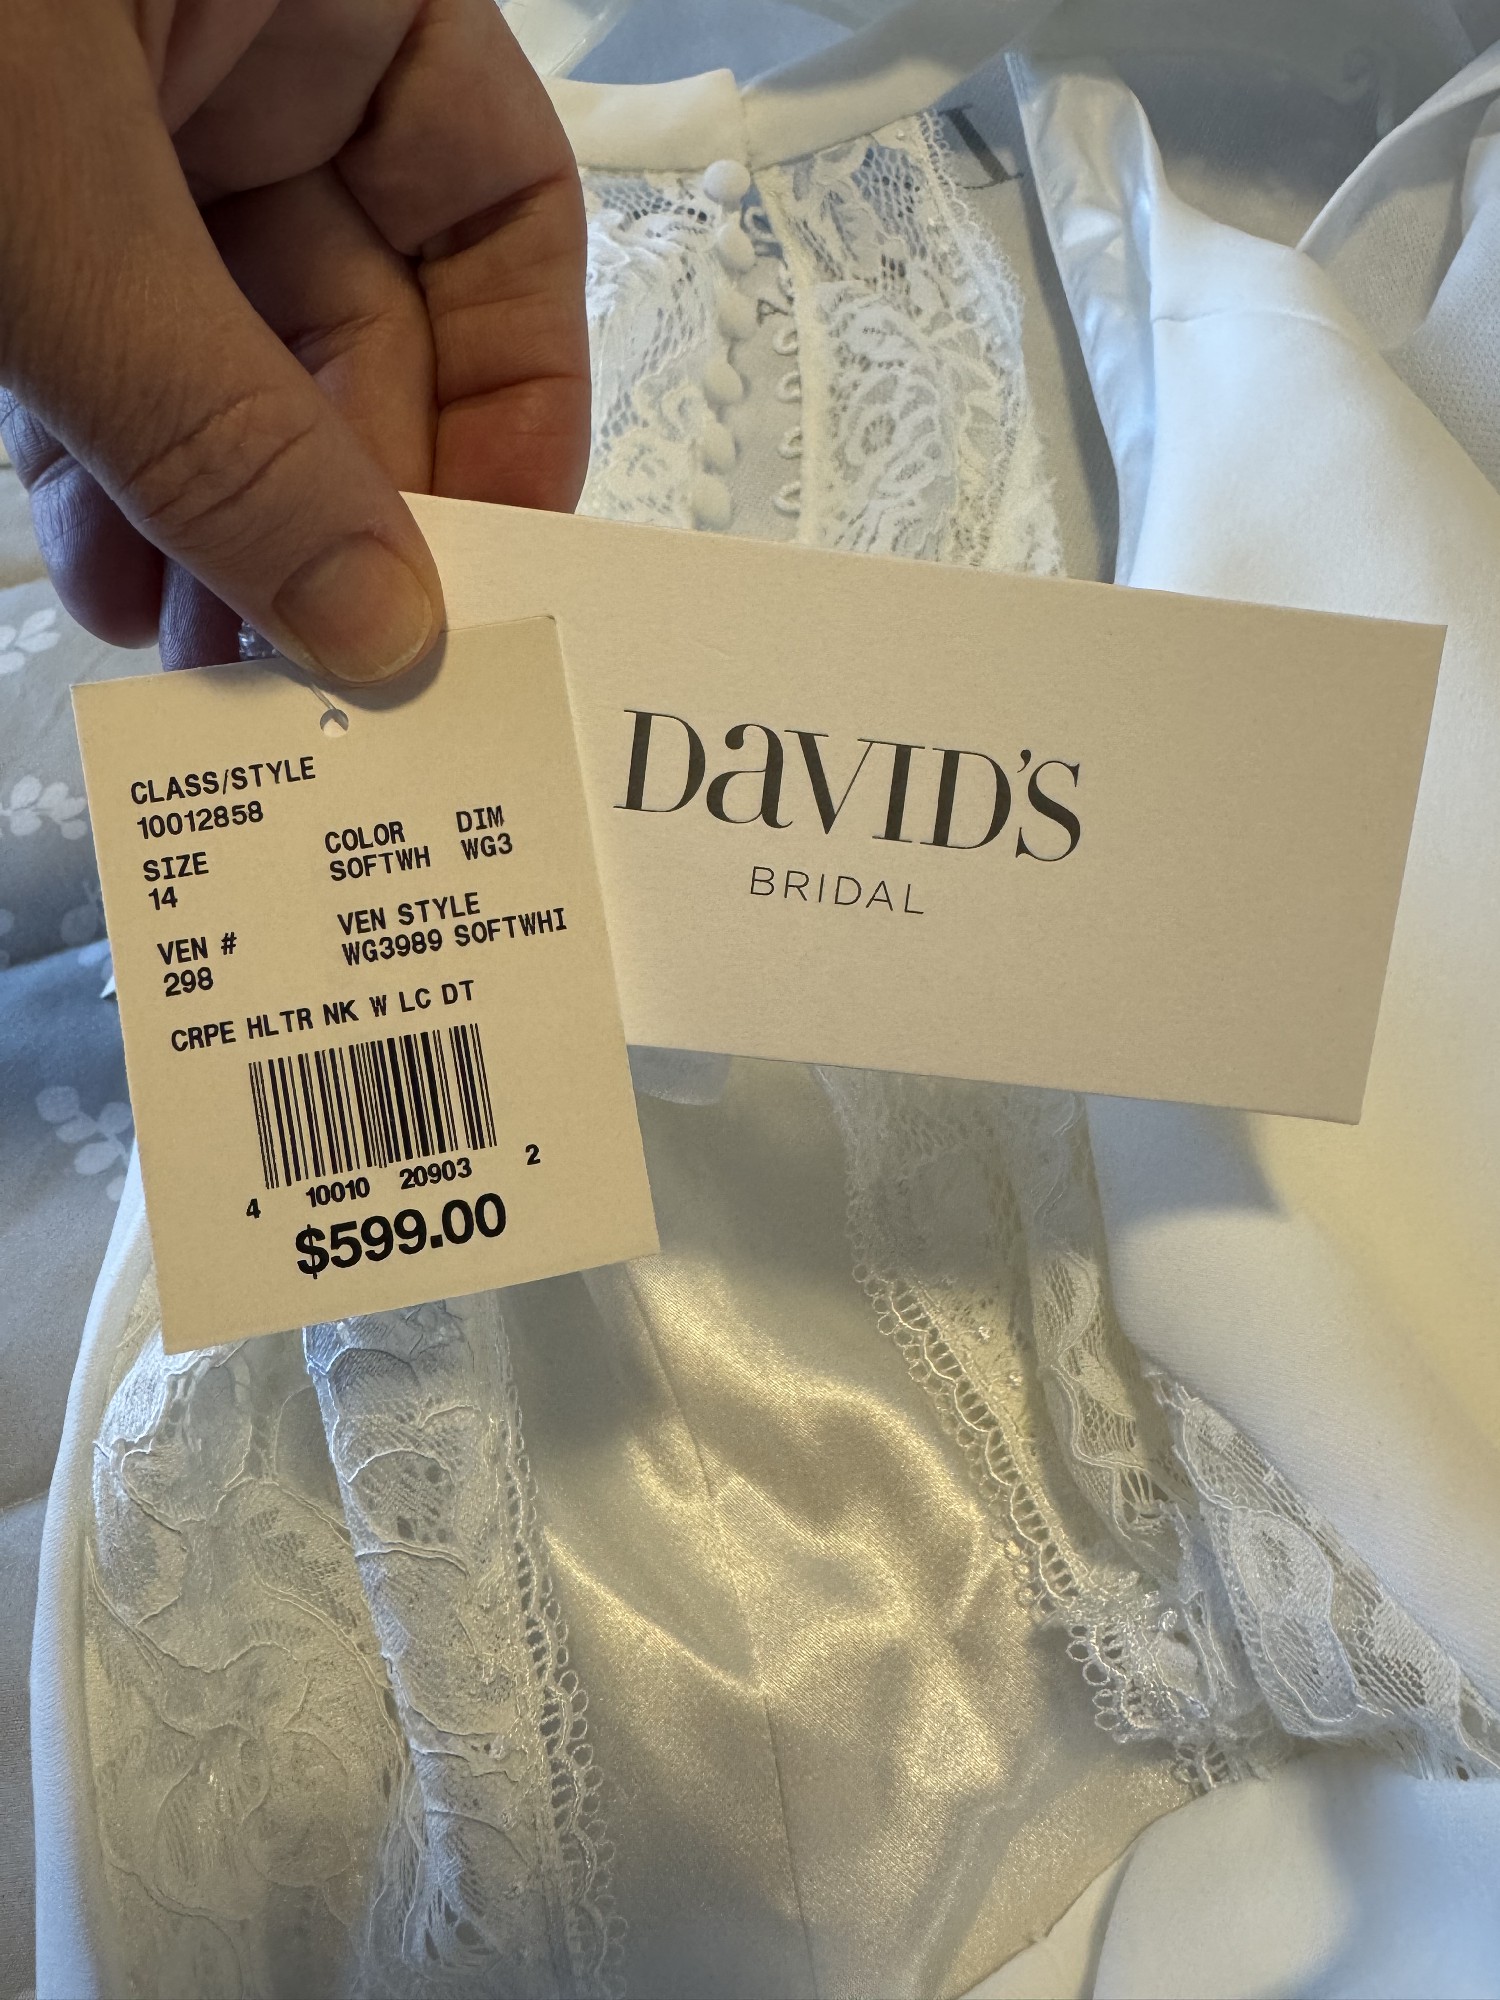 CLASS/STYLE
10012858
SIZE
14
COLOR
SOFTWH
DIM
WG3
VEN #
298
VEN STYLE
WG3989 SOFTWHI
CRPE HLTR NK W LC DT
4 10010 20903 2
$599.00
DAVID'S
BRIDAL